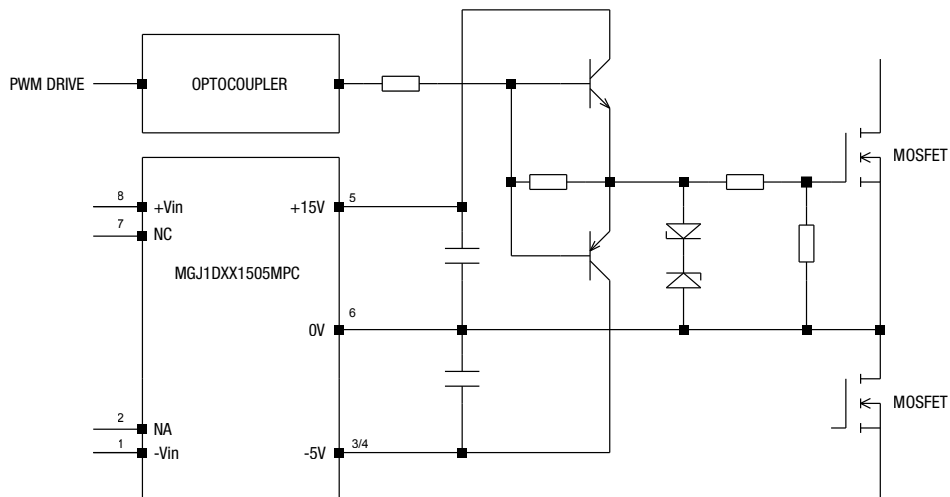 PWM DRIVE
OPTOCOUPLER
MOSFET
8
+Vin
+15V
5
7
NC
MGJ1DXX1505MPC
6
0V
MOSFET
2
NA
1
-Vin
-5V
3/4